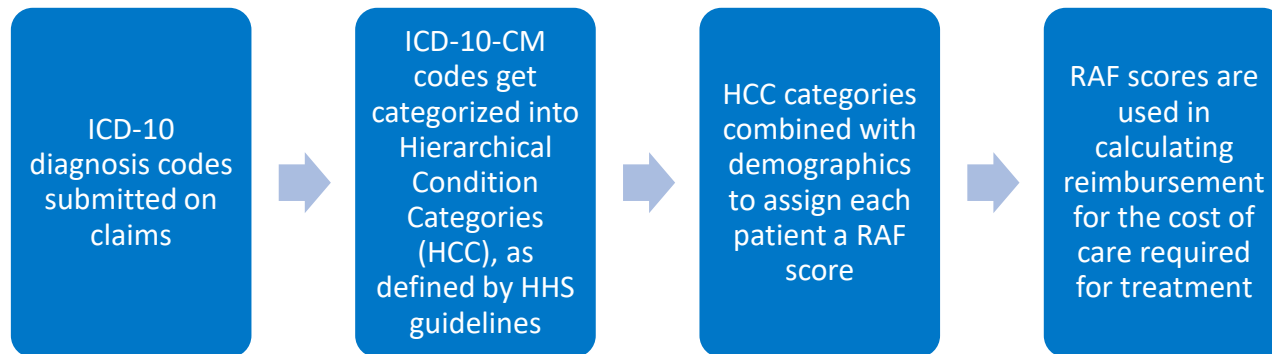 ICD-10
diagnosis codes
submitted on
claims
ICD-10-CM
codes get
categorized into
Hierarchical
Condition
Categories
(HCC), as
defined by HHS
guidelines
HCC categories
combined with
demographics
to assign each
patient a RAF
score
RAF scores are
used in
calculating
reimbursement
for the cost of
care required
for treatment